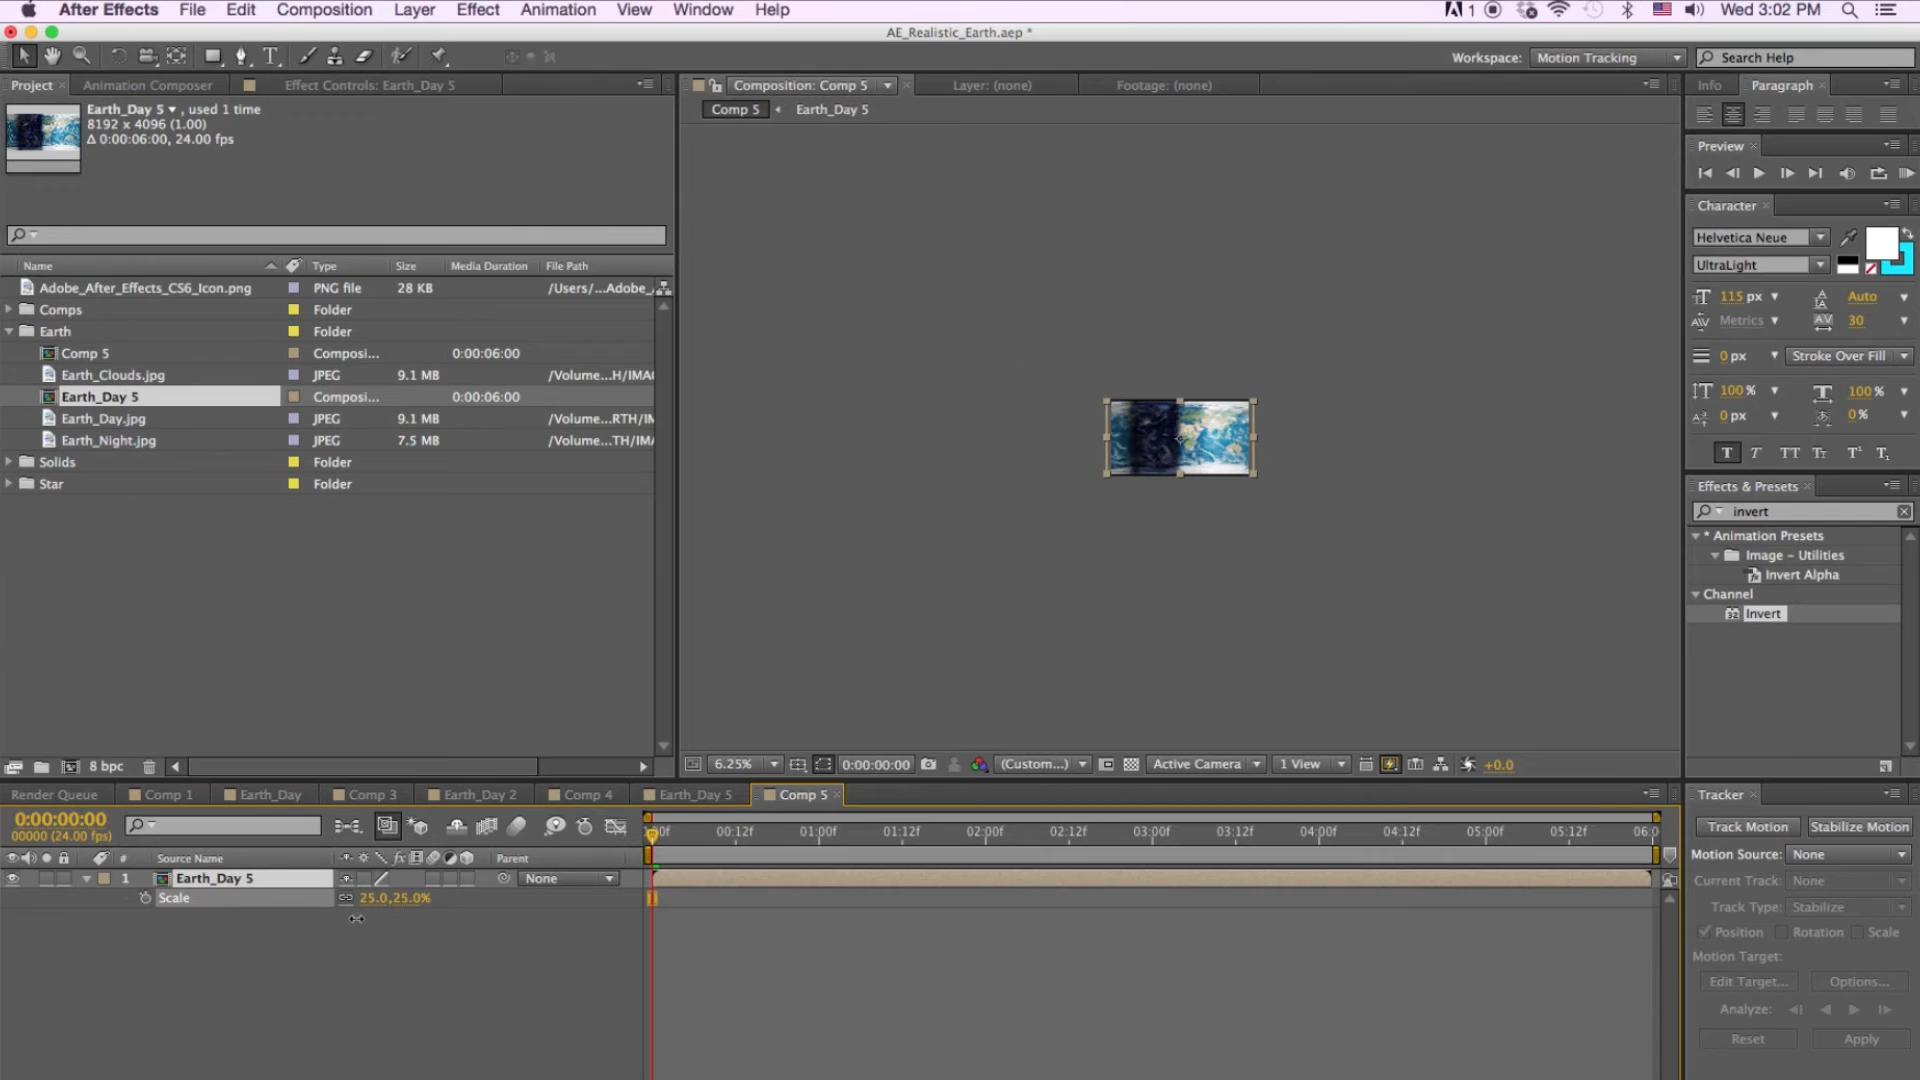 After Effects File Edit Composition Layer Effect Animation View Window Help 1 Wed 3:02 PM
AE_Realistic_Earth.aep *
Workspace: Motion Tracking Search Help
Project Animation Composer Effect Controls: Earth_Day 5 Composition: Comp 5 Layer: (none) Footage: (none) Info Paragraph
Earth_Day 5 , used 1 time
8192 x 4096 (1.00)
Δ 0:00:06:00, 24.00 fps
Comp 5 Earth_Day 5
Preview
Character
Helvetica Neue
UltraLight
115 px Auto
Metrics 30
0 px Stroke Over Fill
100 % 100 %
0 px 0 %
T T TT Tт T¹ T₁
Effects & Presets
invert
* Animation Presets
Image – Utilities
Invert Alpha
Channel
32 Invert
Name Type Size Media Duration File Path
Adobe_After_Effects_CS6_Icon.png PNG file 28 KB /Users/...Adobe_
Comps Folder
Earth Folder
Comp 5 Composi... 0:00:06:00
Earth_Clouds.jpg JPEG 9.1 MB /Volume...H/IMA
Earth_Day 5 Composi... 0:00:06:00
Earth_Day.jpg JPEG 9.1 MB /Volume...RTH/IM
Earth_Night.jpg JPEG 7.5 MB /Volume...TH/IMA
Solids Folder
Star Folder
8 bpc
6.25% 0:00:00:00 (Custom...) Active Camera 1 View +0.0
Render Queue Comp 1 Earth_Day Comp 3 Earth_Day 2 Comp 4 Earth_Day 5 Comp 5
0:00:00:00
00000 (24.00 fps)
00:12f 01:00f 01:12f 02:00f 02:12f 03:00f 03:12f 04:00f 04:12f 05:00f 05:12f 06:0
# Source Name fx Parent
1 Earth_Day 5 None
Scale 25.0,25.0%
Tracker
Track Motion Stabilize Motion
Motion Source: None
Current Track: None
Track Type: Stabilize
Position Rotation Scale
Motion Target:
Edit Target... Options...
Analyze:
Reset Apply